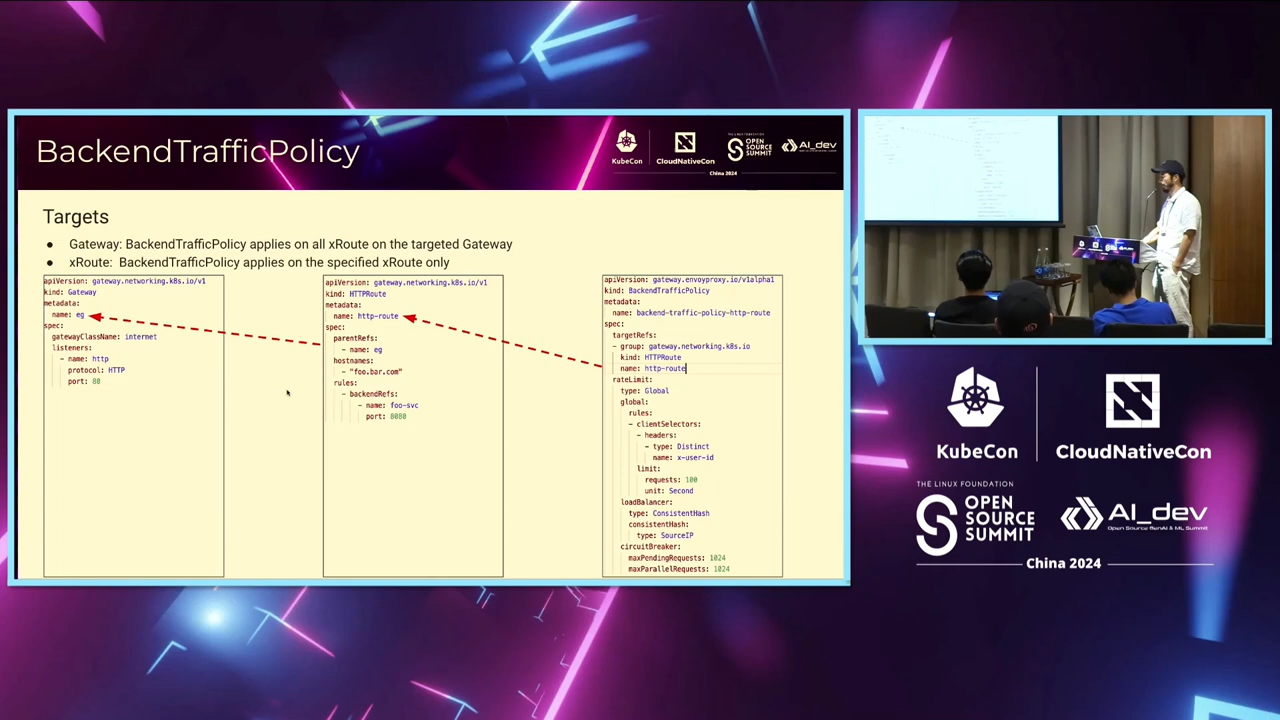 BackendTrafficPolicy
KubeCon
CloudNativeCon
THE LINUX FOUNDATION
OPEN
SOURCE
SUMMIT
AI_dev
China 2024
Targets
● Gateway: BackendTrafficPolicy applies on all xRoute on the targeted Gateway
● xRoute: BackendTrafficPolicy applies on the specified xRoute only
apiVersion: gateway.networking.k8s.io/v1
kind: Gateway
metadata:
name: eg
spec:
gatewayClassName: internet
listeners:
- name: http
protocol: HTTP
port: 80
apiVersion: gateway.networking.k8s.io/v1
kind: HTTPRoute
metadata:
name: http-route
spec:
parentRefs:
- name: eg
hostnames:
- "foo.bar.com"
rules:
- backendRefs:
- name: foo-svc
port: 8080
apiVersion: gateway.envoyproxy.io/v1alpha1
kind: BackendTrafficPolicy
metadata:
name: backend-traffic-policy-http-route
spec:
targetRefs:
- group: gateway.networking.k8s.io
kind: HTTPRoute
name: http-route
rateLimit:
type: Global
global:
rules:
- clientSelectors:
- headers:
- type: Distinct
name: x-user-id
limit:
requests: 100
unit: Second
loadBalancer:
type: ConsistentHash
consistentHash:
type: SourceIP
circuitBreaker:
maxPendingRequests: 1024
maxParallelRequests: 1024
KubeCon
CloudNativeCon
THE LINUX FOUNDATION
OPEN
SOURCE
SUMMIT
AI_dev
Open Source GenAI & ML Summit
China 2024